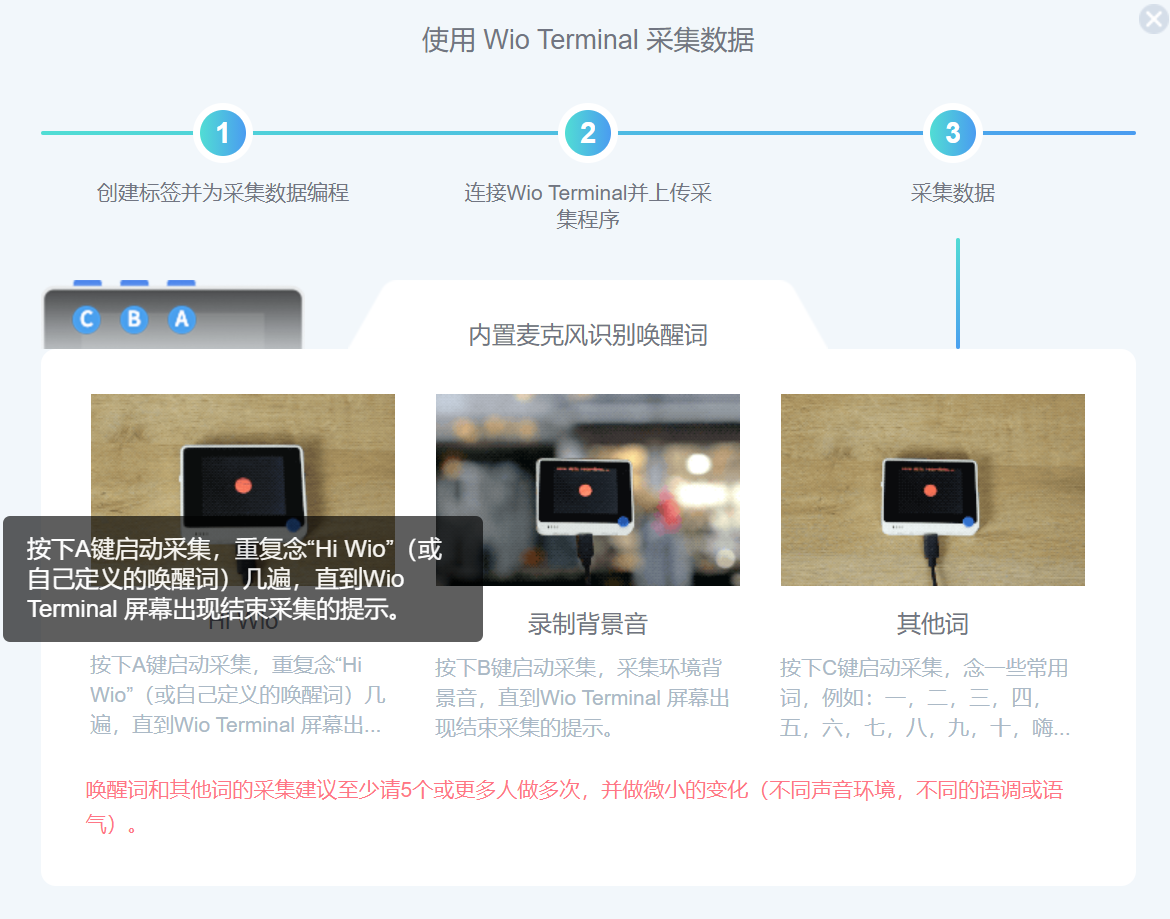 使用 Wio Terminal 采集数据
1
2
3
创建标签并为采集数据编程
连接Wio Terminal并上传采
集程序
采集数据
C B A
内置麦克风识别唤醒词
按下A键启动采集，重复念“Hi Wio”（或
自己定义的唤醒词）几遍，直到Wio
Terminal 屏幕出现结束采集的提示。
Hi Wio
按下A键启动采集，重复念“Hi
Wio”（或自己定义的唤醒词）几
遍，直到Wio Terminal 屏幕出...
录制背景音
按下B键启动采集，采集环境背
景音，直到Wio Terminal 屏幕出
现结束采集的提示。
其他词
按下C键启动采集，念一些常用
词，例如：一，二，三，四，
五，六，七，八，九，十，嗨...
唤醒词和其他词的采集建议至少请5个或更多人做多次，并做微小的变化（不同声音环境，不同的语调或语
气）。